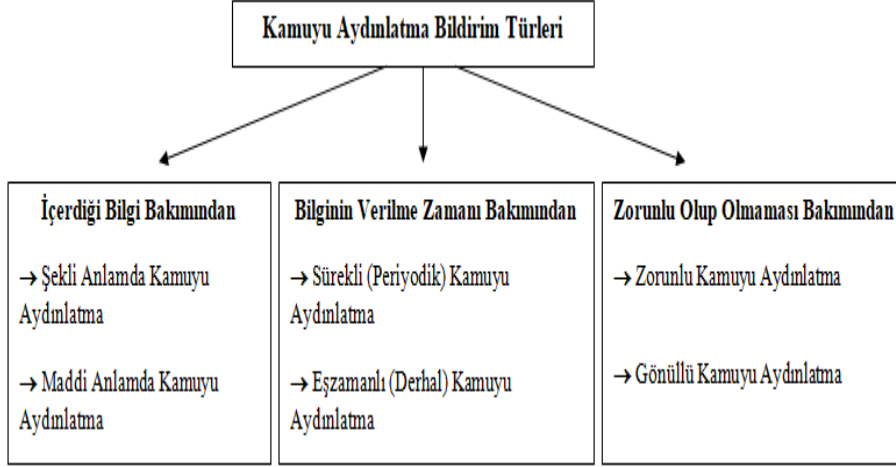 Kamuyu Aydınlatma Bildirim Türleri
İçerdiği Bilgi Bakımından
→ Şekli Anlamda Kamuyu
Aydınlatma
→ Maddi Anlamda Kamuyu
Aydınlatma
Bilginin Verilme Zamanı Bakımından
→ Sürekli (Periyodik) Kamuyu
Aydınlatma
→ Eşzamanlı (Derhal) Kamuyu
Aydınlatma
Zorunlu Olup Olmaması Bakımından
→ Zorunlu Kamuyu Aydınlatma
→ Gönüllü Kamuyu Aydınlatma